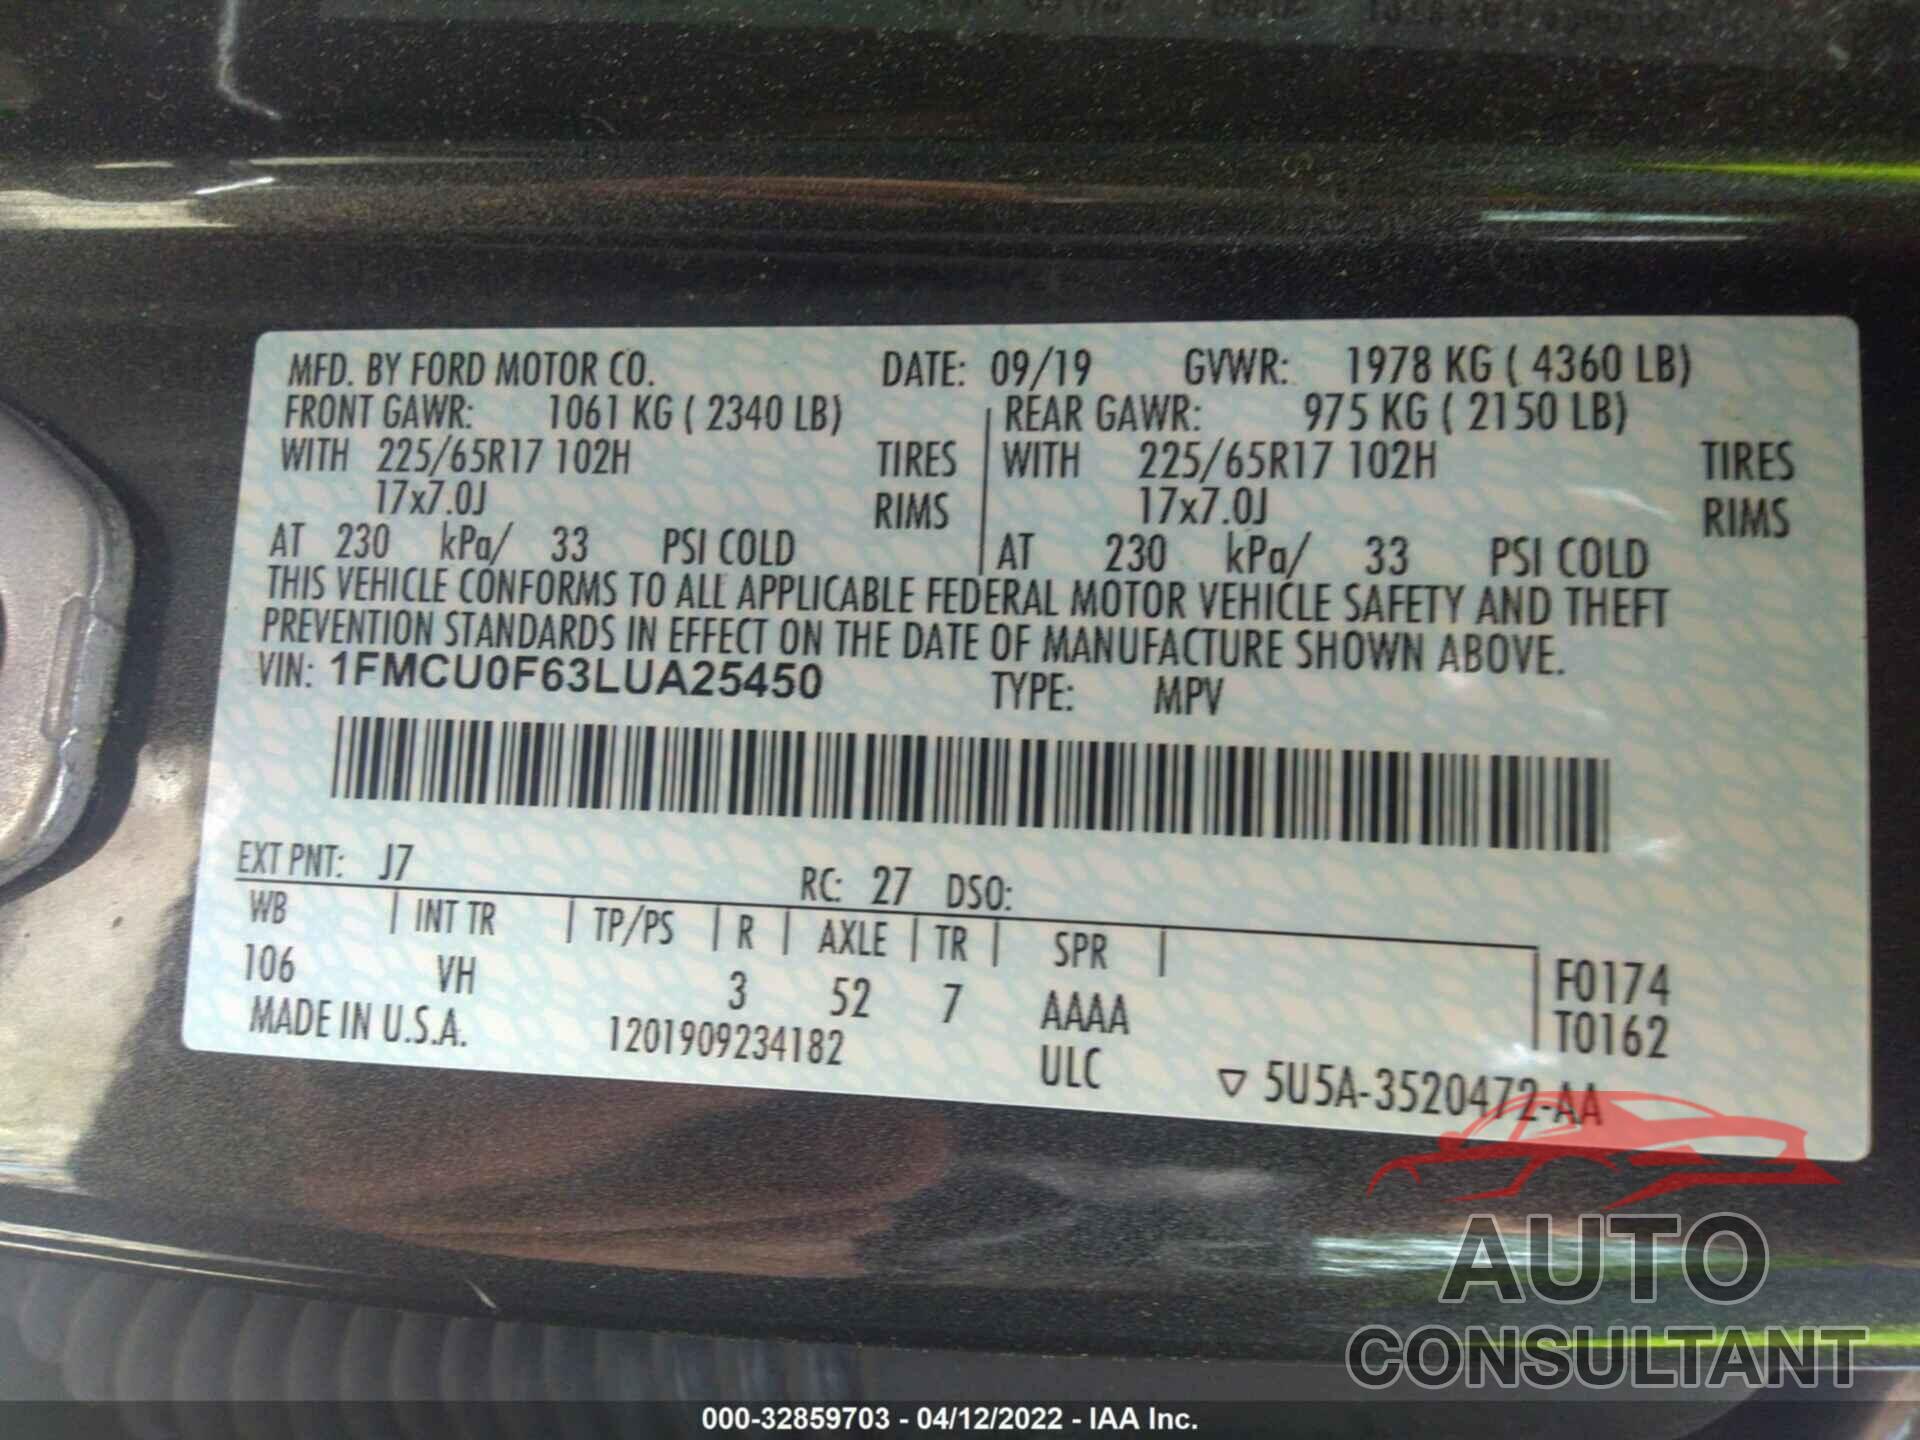 MFD. BY FORD MOTOR CO. DATE: 09/19 GVWR: 1978 KG ( 4360 LB)
FRONT GAWR: 1061 KG ( 2340 LB) REAR GAWR: 975 KG ( 2150 LB)
WITH 225/65R17 102H TIRES WITH 225/65R17 102H TIRES
17x7.0J RIMS 17x7.0J RIMS
AT 230 kPa/ 33 PSI COLD AT 230 kPa/ 33 PSI COLD
THIS VEHICLE CONFORMS TO ALL APPLICABLE FEDERAL MOTOR VEHICLE SAFETY AND THEFT
PREVENTION STANDARDS IN EFFECT ON THE DATE OF MANUFACTURE SHOWN ABOVE.
VIN: 1FMCU0F63LUA25450 TYPE: MPV
EXT PNT: J7 RC: 27 DSO:
WB INT TR TP/PS R AXLE TR SPR
106 VH 3 52 7 AAAA F0174
T0162
MADE IN U.S.A. 1201909234182 ULC ▽ 5U5A-3520472-AA
AUTO
CONSULTANT
000-32859703 - 04/12/2022 - IAA Inc.